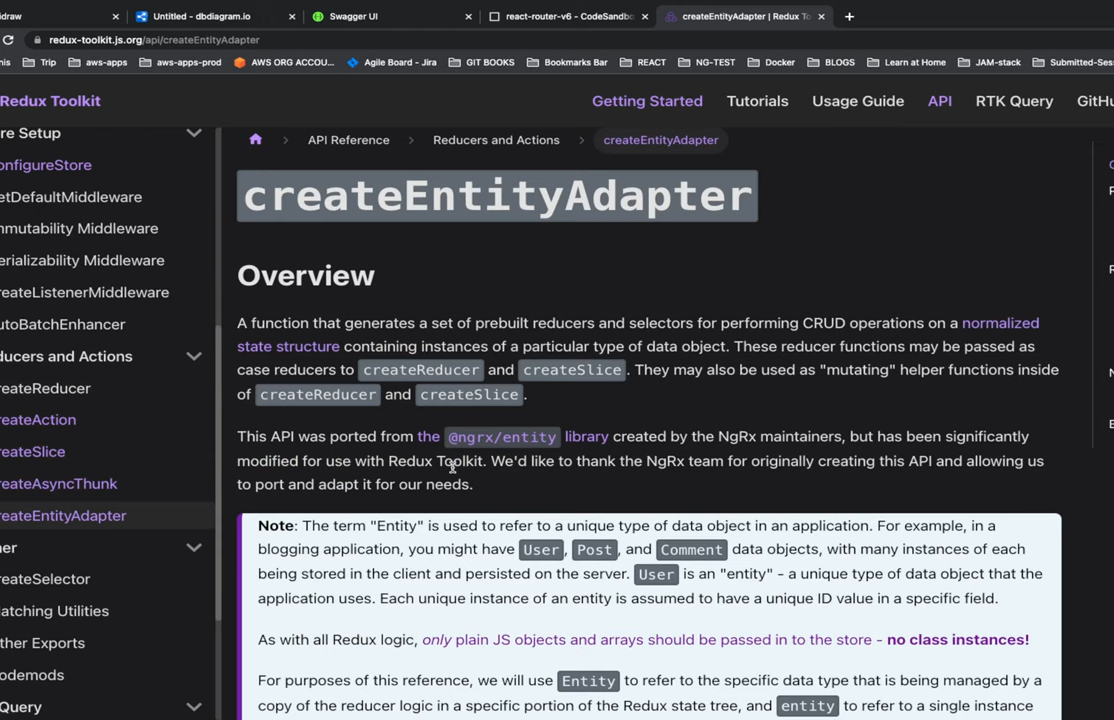 draw
Untitled - dbdiagram.io
Swagger UI
react-router-v6 - CodeSandbo
createEntityAdapter | Redux To
redux-toolkit.js.org/api/createEntityAdapter
his
Trip
aws-apps
aws-apps-prod
AWS ORG ACCOU...
Agile Board - Jira
GIT BOOKS
Bookmarks Bar
REACT
NG-TEST
Docker
BLOGS
Learn at Home
JAM-stack
Submitted-Ses
Redux Toolkit
Getting Started
Tutorials
Usage Guide
API
RTK Query
GitH
ore Setup
onfigureStore
etDefaultMiddleware
mmutability Middleware
erializability Middleware
reateListenerMiddleware
utoBatchEnhancer
ducers and Actions
reateReducer
reateAction
reateSlice
reateAsyncThunk
reateEntityAdapter
her
reateSelector
atching Utilities
ther Exports
odemods
Query
API Reference
Reducers and Actions
createEntityAdapter
createEntityAdapter
Overview
A function that generates a set of prebuilt reducers and selectors for performing CRUD operations on a normalized
state structure containing instances of a particular type of data object. These reducer functions may be passed as
case reducers to createReducer and createSlice. They may also be used as "mutating" helper functions inside
of createReducer and createSlice.
This API was ported from the @ngrx/entity library created by the NgRx maintainers, but has been significantly
modified for use with Redux Toolkit. We'd like to thank the NgRx team for originally creating this API and allowing us
to port and adapt it for our needs.
Note: The term "Entity" is used to refer to a unique type of data object in an application. For example, in a
blogging application, you might have User, Post, and Comment data objects, with many instances of each
being stored in the client and persisted on the server. User is an "entity" - a unique type of data object that the
application uses. Each unique instance of an entity is assumed to have a unique ID value in a specific field.
As with all Redux logic, only plain JS objects and arrays should be passed in to the store - no class instances!
For purposes of this reference, we will use Entity to refer to the specific data type that is being managed by a
copy of the reducer logic in a specific portion of the Redux state tree, and entity to refer to a single instance